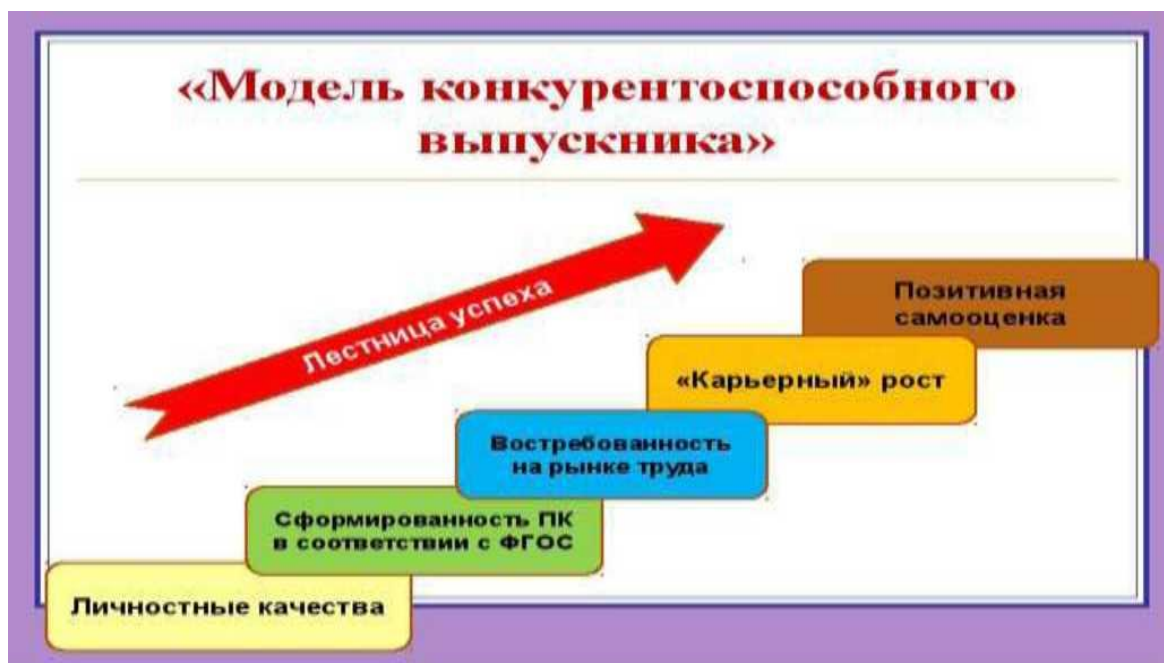 «Модель конкурентоспособного
выпускника»
Лестница успеха
Позитивная
самооценка
«Карьерный» рост
Востребованность
на рынке труда
Сформированность ПК
в соответствии с ФГОС
Личностные качества